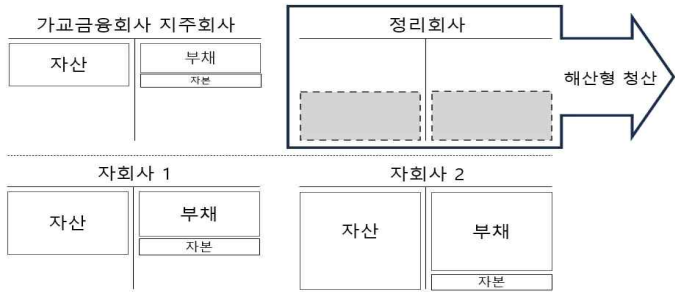 가교금융회사 지주회사
자산
부채
자본
정리회사
해산형 청산
자회사 1
자산
부채
자본
자회사 2
자산
부채
자본